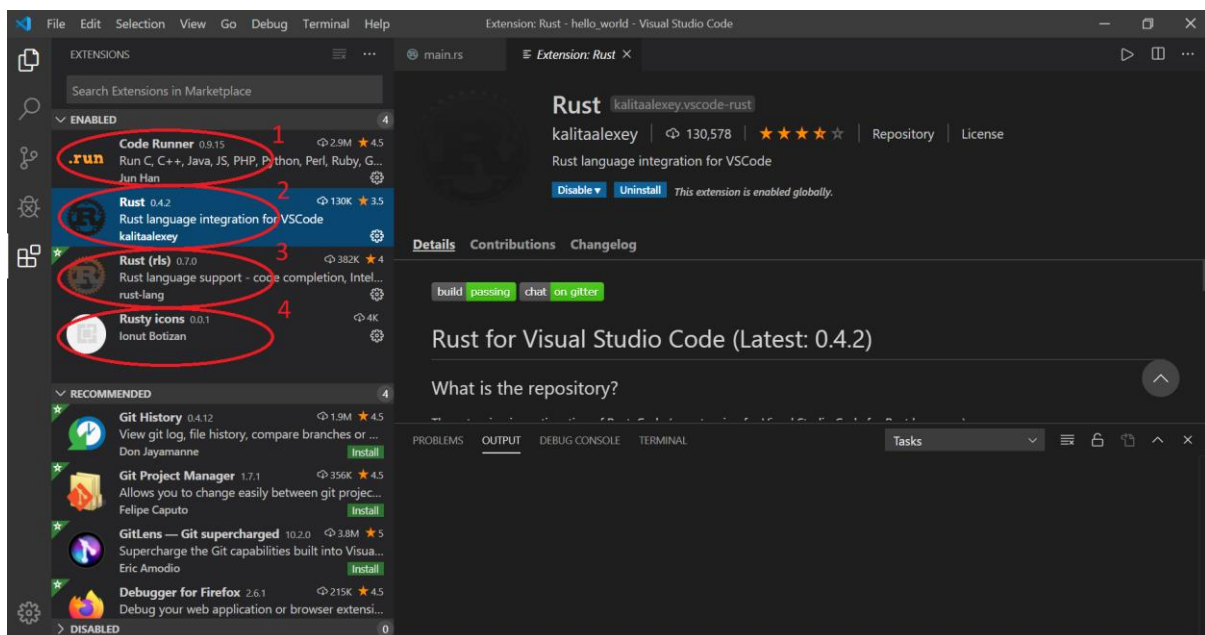 File Edit Selection View Go Debug Terminal Help
Extension: Rust - hello_world - Visual Studio Code
EXTENSIONS
Search Extensions in Marketplace
ENABLED 4
1
.run
Code Runner 0.9.15 2.9M ★ 4.5
Run C, C++, Java, JS, PHP, Python, Perl, Ruby, G...
Jun Han
2
Rust 0.4.2 130K ★ 3.5
Rust language integration for VSCode
kalitaalexey
3
Rust (rls) 0.7.0 382K ★ 4
Rust language support - code completion, Intel...
rust-lang
4
Rusty icons 0.0.1 4K
Ionut Botizan
RECOMMENDED 4
Git History 0.4.12 1.9M ★ 4.5
View git log, file history, compare branches or ...
Don Jayamanne Install
Git Project Manager 1.7.1 356K ★ 4.5
Allows you to change easily between git projec...
Felipe Caputo Install
GitLens — Git supercharged 10.2.0 3.8M ★ 5
Supercharge the Git capabilities built into Visua...
Eric Amodio Install
Debugger for Firefox 2.6.1 215K ★ 4.5
Debug your web application or browser extensi...
DISABLED 0
main.rs Extension: Rust
Rust kalitaalexey.vscode-rust
kalitaalexey 130,578 ★★★★☆ Repository License
Rust language integration for VSCode
Disable Uninstall This extension is enabled globally.
Details Contributions Changelog
build passing chat on gitter
Rust for Visual Studio Code (Latest: 0.4.2)
What is the repository?
PROBLEMS OUTPUT DEBUG CONSOLE TERMINAL Tasks